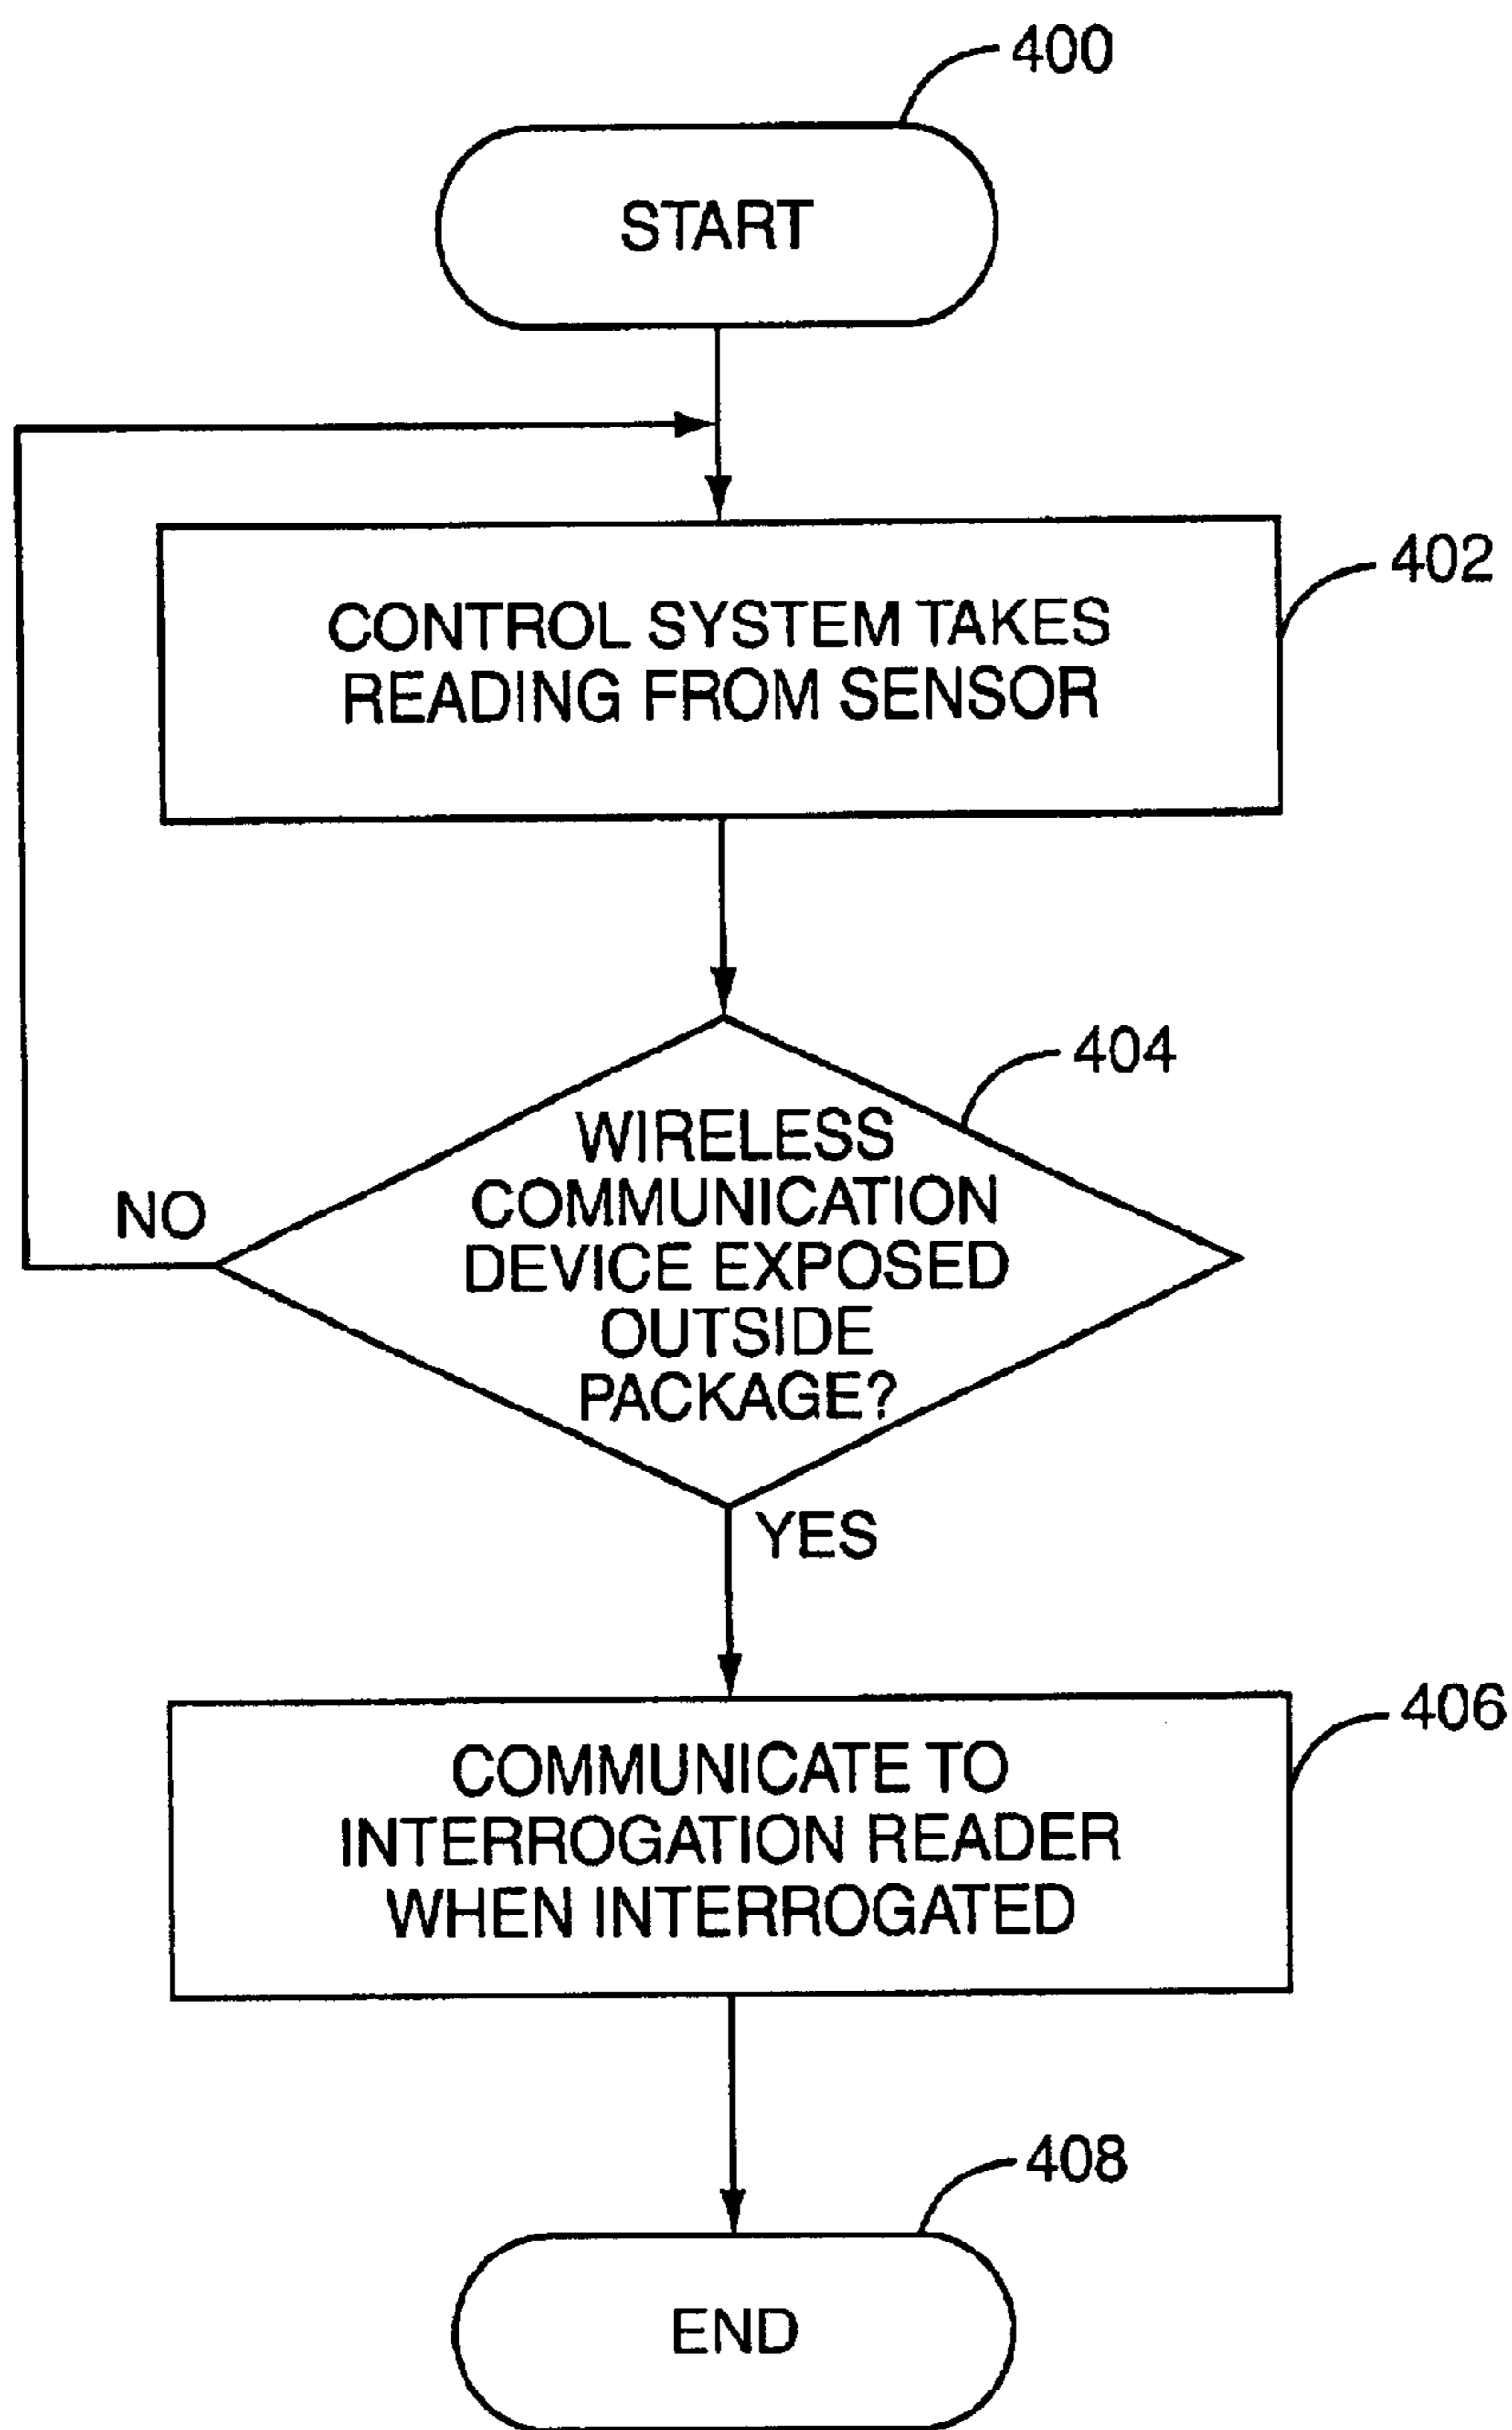 400
START
402
CONTROL SYSTEM TAKES
READING FROM SENSOR
404
WIRELESS
COMMUNICATION
DEVICE EXPOSED
OUTSIDE
PACKAGE?
NO
YES
406
COMMUNICATE TO
INTERROGATION READER
WHEN INTERROGATED
408
END